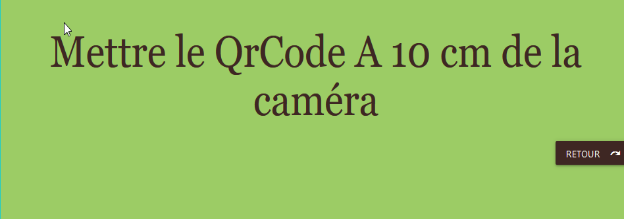 Mettre le QrCode A 10 cm de la
caméra
RETOUR